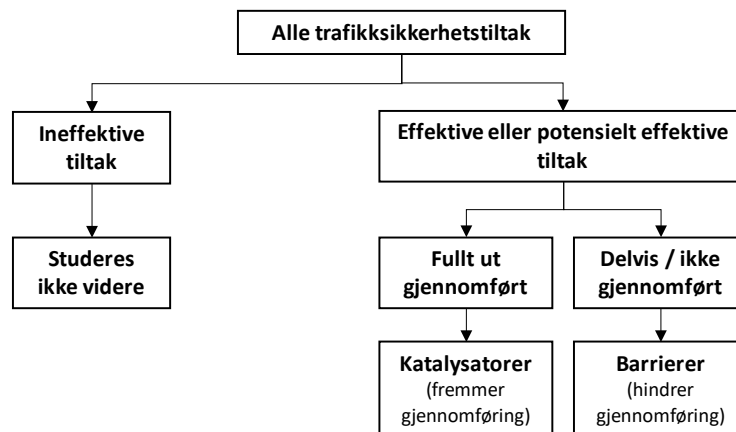 Alle trafikksikkerhetstiltak
Ineffektive
tiltak
Effektive eller potensielt effektive
tiltak
Studeres
ikke videre
Fullt ut
gjennomført
Delvis / ikke
gjennomført
Katalysatorer
(fremmer
gjennomføring)
Barrierer
(hindrer
gjennomføring)